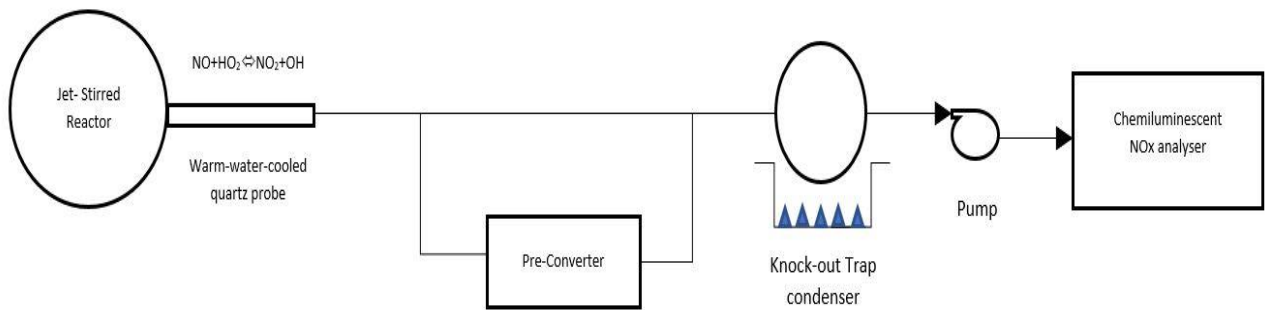 Jet- Stirred
Reactor
NO+HO₂⇔NO₂+OH
Warm-water-cooled
quartz probe
Pre-Converter
Knock-out Trap
condenser
Pump
Chemiluminescent
NOx analyser